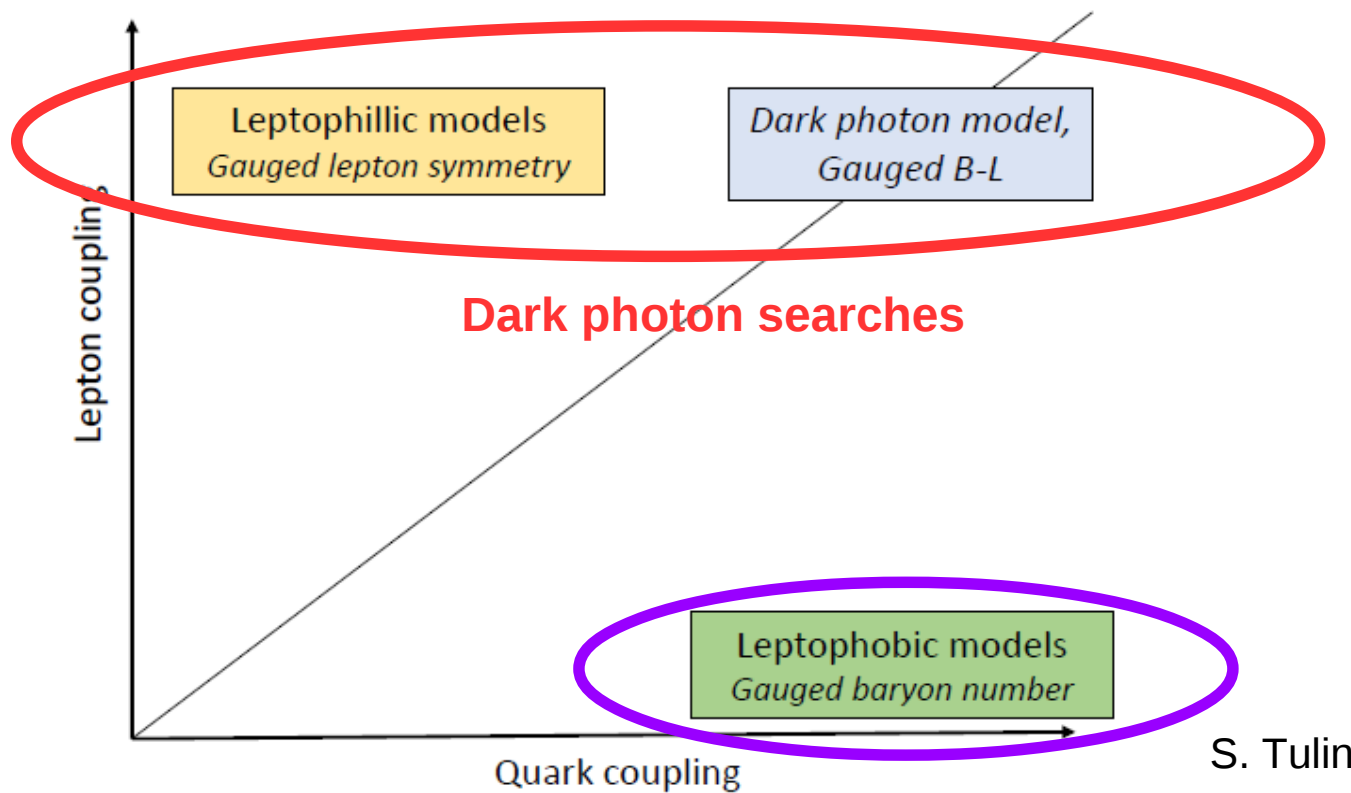 Leptophillic models
Gauged lepton symmetry
Dark photon model,
Gauged B-L
Lepton couplings
Dark photon searches
Leptophobic models
Gauged baryon number
Quark coupling
S. Tulin